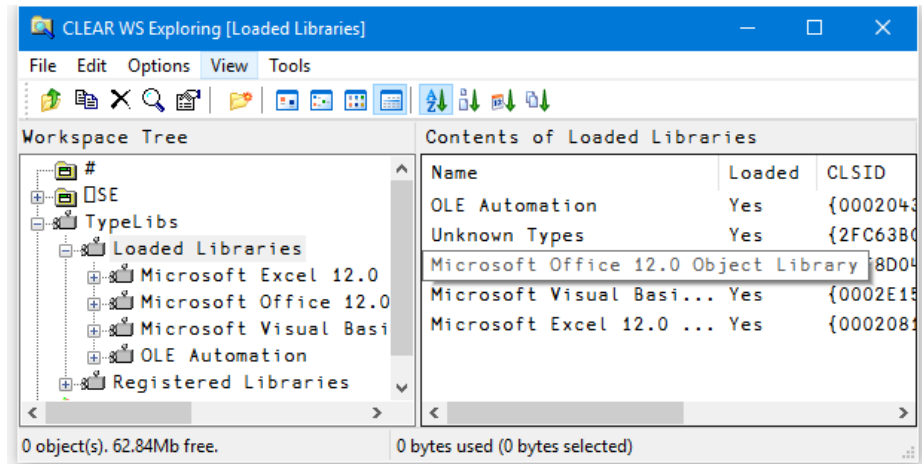 CLEAR WS Exploring [Loaded Libraries]
File Edit Options View Tools
Workspace Tree
#
⎕SE
TypeLibs
Loaded Libraries
Microsoft Excel 12.0
Microsoft Office 12.0
Microsoft Visual Basi
OLE Automation
Registered Libraries
Contents of Loaded Libraries
Name Loaded CLSID
OLE Automation Yes {0002043
Unknown Types Yes {2FC63B
Microsoft Office 12.0 Object Library 8D04
Microsoft Visual Basi... Yes {0002E15
Microsoft Excel 12.0 ... Yes {0002081
0 object(s). 62.84Mb free.
0 bytes used (0 bytes selected)